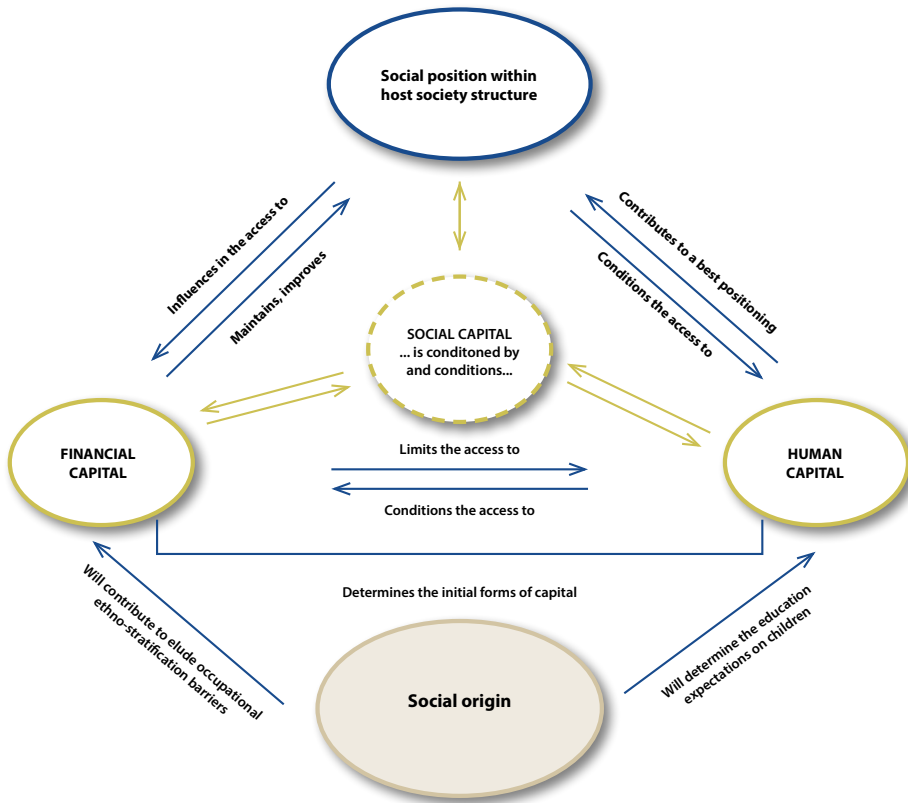 Social position within
host society structure
Influences in the access to
Maintains, improves
Contributes to a best positioning
Conditions the access to
SOCIAL CAPITAL
... is conditoned by
and conditions...
FINANCIAL
CAPITAL
HUMAN
CAPITAL
Limits the access to
Conditions the access to
Determines the initial forms of capital
Will contribute to elude occupational
ethno-stratification barriers
Will determine the education
expectations on children
Social origin